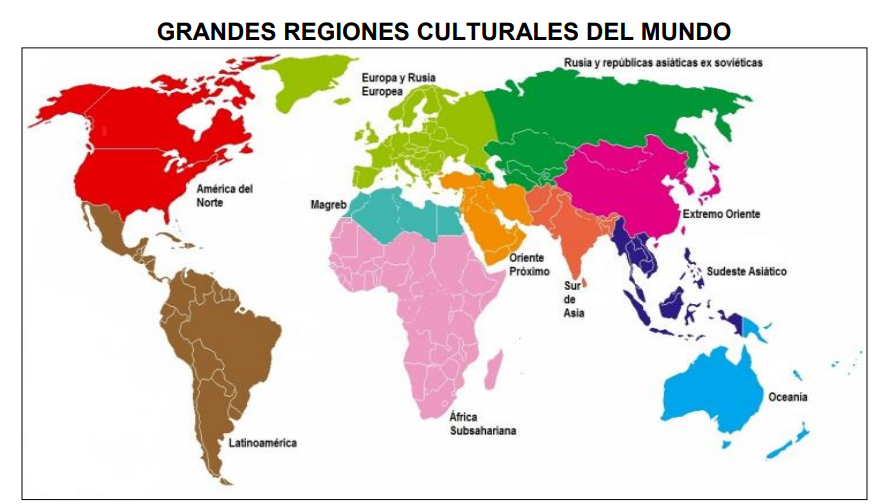 GRANDES REGIONES CULTURALES DEL MUNDO
Rusia y repúblicas asiáticas ex soviéticas
Europa y Rusia
Europea
América del
Norte
Magreb
Extremo Oriente
Oriente
Próximo
Sudeste Asiático
Sur
de
Asia
Oceanía
África
Subsahariana
Latinoamérica